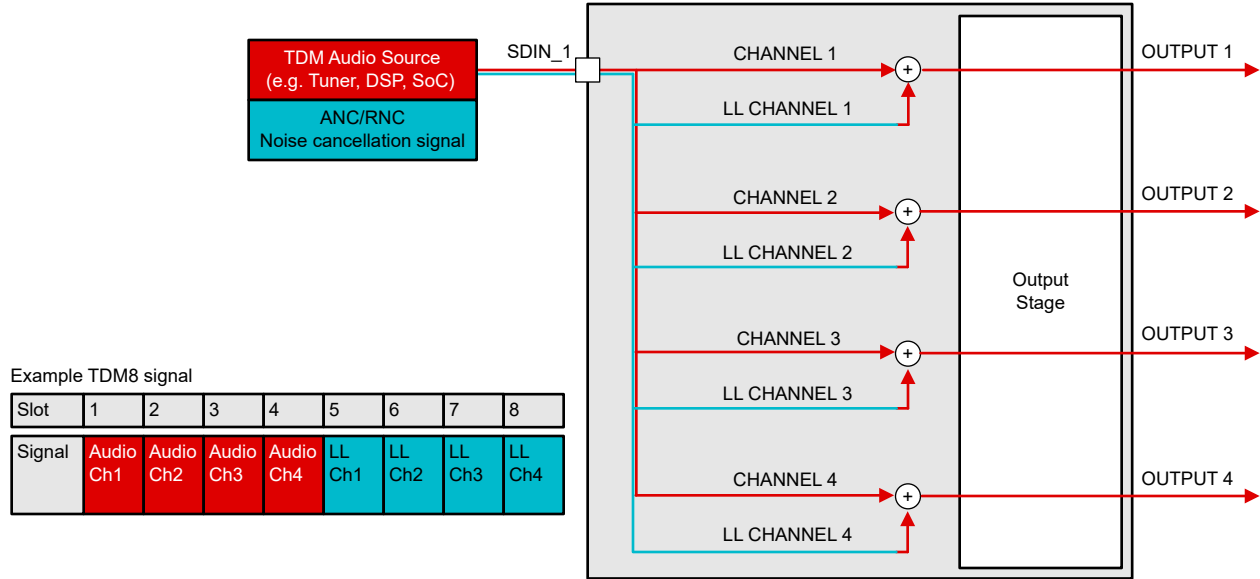 TDM Audio Source
(e.g. Tuner, DSP, SoC)
ANC/RNC
Noise cancellation signal
SDIN_1
CHANNEL 1
LL CHANNEL 1
OUTPUT 1
CHANNEL 2
LL CHANNEL 2
OUTPUT 2
Output
Stage
CHANNEL 3
LL CHANNEL 3
OUTPUT 3
CHANNEL 4
LL CHANNEL 4
OUTPUT 4
+
+
+
+
Example TDM8 signal
Slot 1 2 3 4 5 6 7 8
Signal Audio Audio Audio Audio LL LL LL LL
Ch1 Ch2 Ch3 Ch4 Ch1 Ch2 Ch3 Ch4